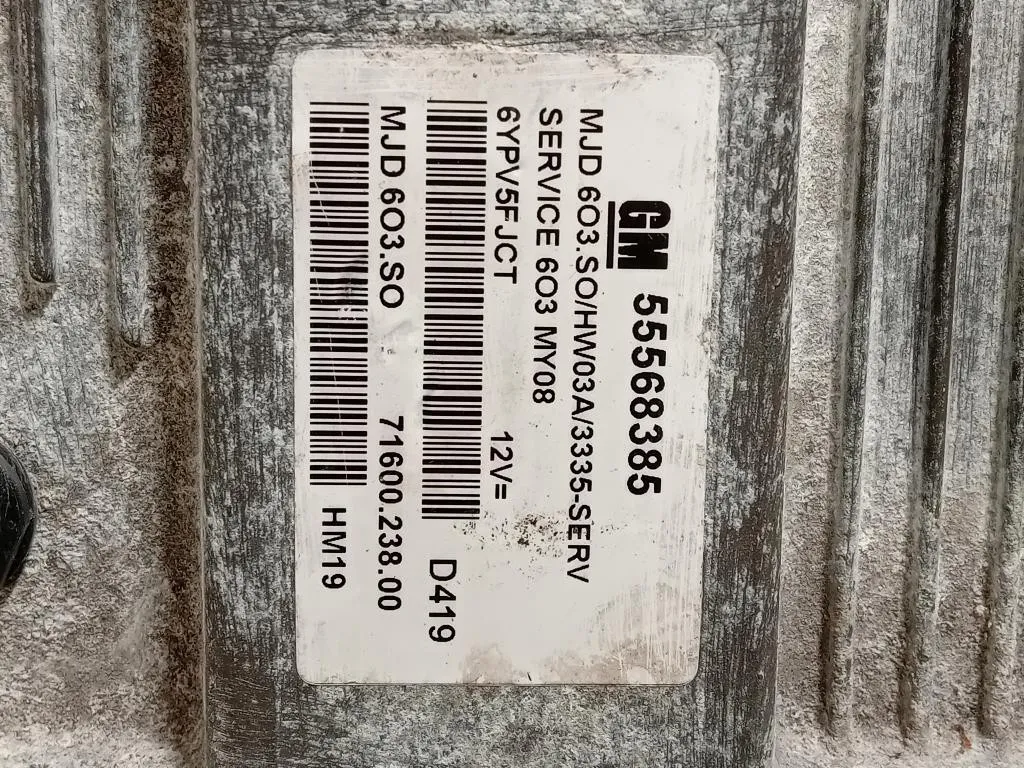 GM 55568385
MJD 6O3.SO/HW03A/3335-SERV
SERVICE 6O3 MY08
6YPV5FJCT 12V=
D419
MJD 6O3.SO 71600.238.00
HM19